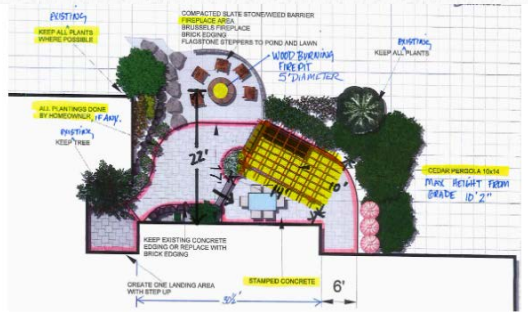 COMPACTED SLATE STONE/WEED BARRIER
FIREPLACE AREA
BRUSSELS FIREPLACE
BRICK EDGING
FLAGSTONE STEPPERS TO POND AND LAWN
EXISTING
KEEP ALL PLANTS
WHERE POSSIBLE
WOOD BURNING
FIREPIT
5' DIAMETER
EXISTING
KEEP ALL PLANTS
ALL PLANTINGS DONE
BY HOMEOWNER, IF ANY.
EXISTING
KEEP TREE
22'
10'
14'
CEDAR PERGOLA 10x14
MAX HEIGHT FROM
GRADE 10'2"
KEEP EXISTING CONCRETE
EDGING OR REPLACE WITH
BRICK EDGING
CREATE ONE LANDING AREA
WITH STEP UP
STAMPED CONCRETE
6'